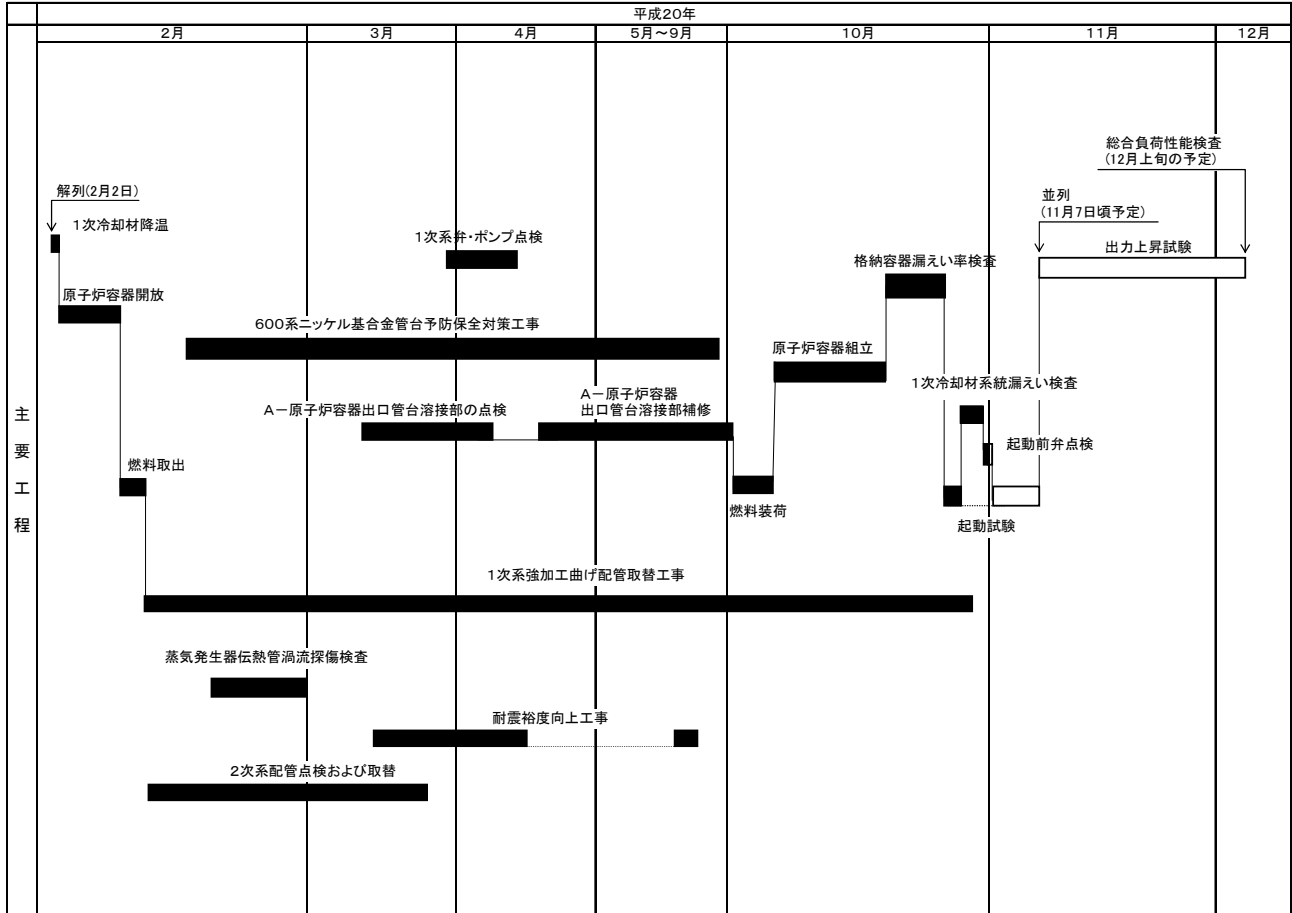 平成20年
2月
3月
4月
5月～9月
10月
11月
12月
主要工程
総合負荷性能検査
(12月上旬の予定)
解列(2月2日)
並列
(11月7日頃予定)
1次冷却材降温
1次系弁・ポンプ点検
出力上昇試験
格納容器漏えい率検査
原子炉容器開放
600系ニッケル基合金管台予防保全対策工事
原子炉容器組立
1次冷却材系統漏えい検査
A－原子炉容器出口管台溶接部の点検
A－原子炉容器
出口管台溶接部補修
起動前弁点検
燃料取出
燃料装荷
起動試験
1次系強加工曲げ配管取替工事
蒸気発生器伝熱管渦流探傷検査
耐震裕度向上工事
2次系配管点検および取替